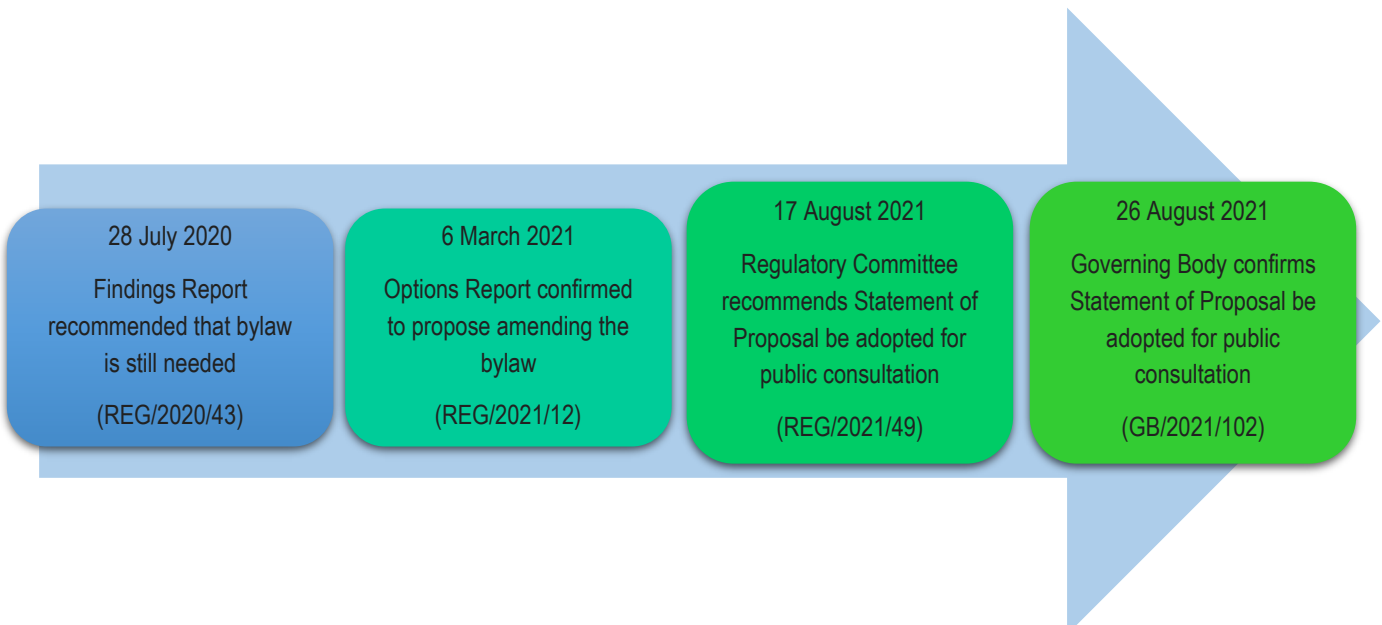 28 July 2020
Findings Report
recommended that bylaw
is still needed
(REG/2020/43)
6 March 2021
Options Report confirmed
to propose amending the
bylaw
(REG/2021/12)
17 August 2021
Regulatory Committee
recommends Statement of
Proposal be adopted for
public consultation
(REG/2021/49)
26 August 2021
Governing Body confirms
Statement of Proposal be
adopted for public
consultation
(GB/2021/102)